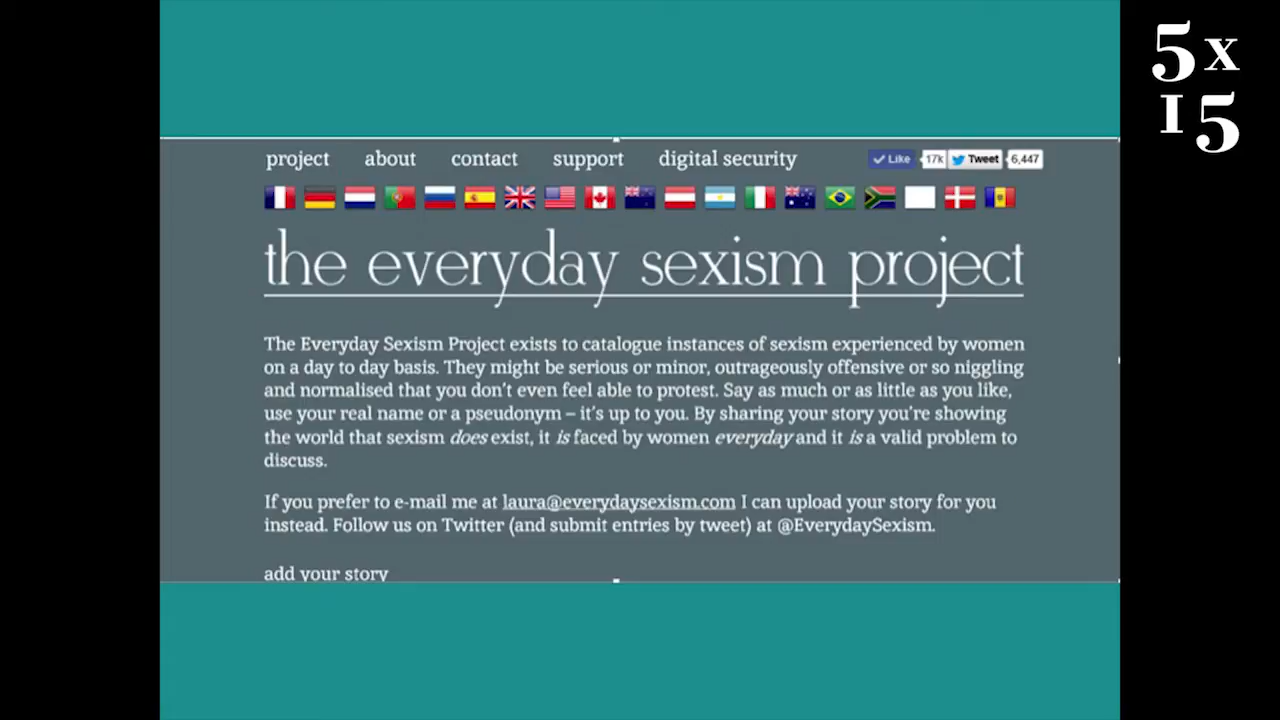 5x
15
project about contact support digital security Like 17k Tweet 6,447
the everyday sexism project
The Everyday Sexism Project exists to catalogue instances of sexism experienced by women
on a day to day basis. They might be serious or minor, outrageously offensive or so niggling
and normalised that you don't even feel able to protest. Say as much or as little as you like,
use your real name or a pseudonym – it's up to you. By sharing your story you're showing
the world that sexism does exist, it is faced by women everyday and it is a valid problem to
discuss.
If you prefer to e-mail me at laura@everydaysexism.com I can upload your story for you
instead. Follow us on Twitter (and submit entries by tweet) at @EverydaySexism.
add your story